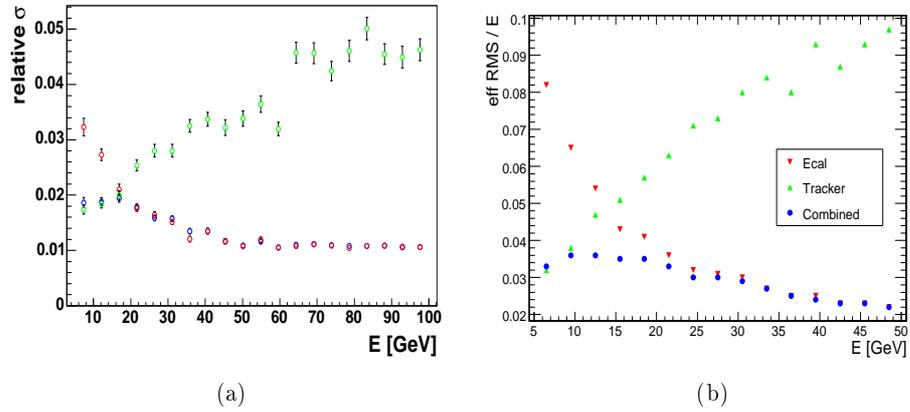 relative σ
0.05
0.04
0.03
0.02
0.01
0
10 20 30 40 50 60 70 80 90 100
E [GeV]
(a)
eff RMS / E
0.1
0.09
0.08
0.07
0.06
0.05
0.04
0.03
0.02
5 10 15 20 25 30 35 40 45 50
E [GeV]
Ecal
Tracker
Combined
(b)